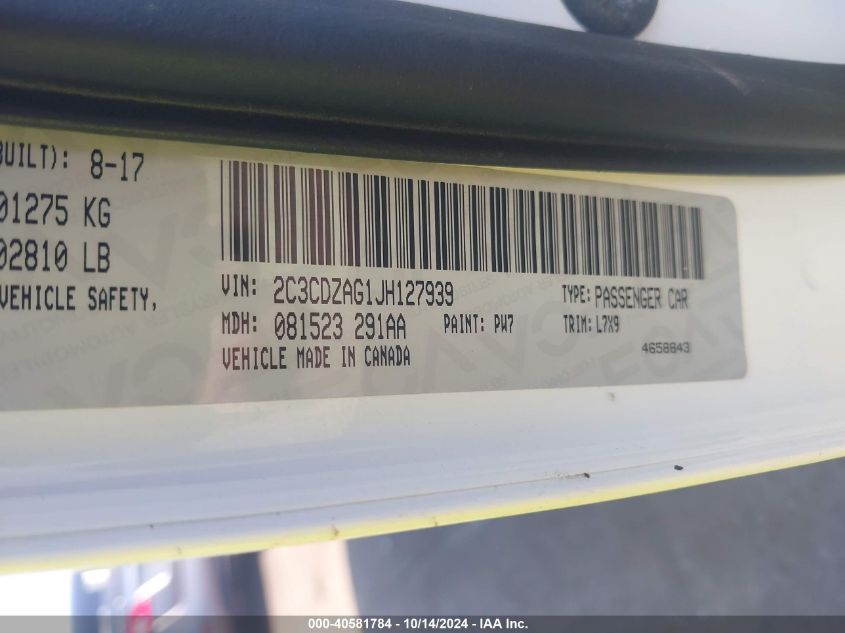 BUILT): 8-17
01275 KG
02810 LB
VEHICLE SAFETY,
VIN: 2C3CDZAG1JH127939 TYPE: PASSENGER CAR
MDH: 081523 291AA PAINT: PW7 TRIM: L7X9
VEHICLE MADE IN CANADA 4658843
000-40581784 - 10/14/2024 - IAA Inc.